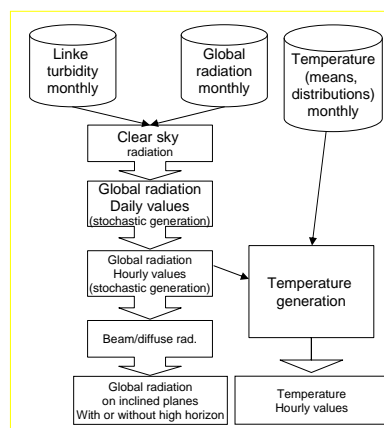 Linke
turbidity
monthly
Global
radiation
monthly
Temperature
(means,
distributions)
monthly
Clear sky
radiation
Global radiation
Daily values
(stochastic generation)
Global radiation
Hourly values
(stochastic generation)
Temperature
generation
Beam/diffuse rad.
Global radiation
on inclined planes
With or without high horizon
Temperature
Hourly values